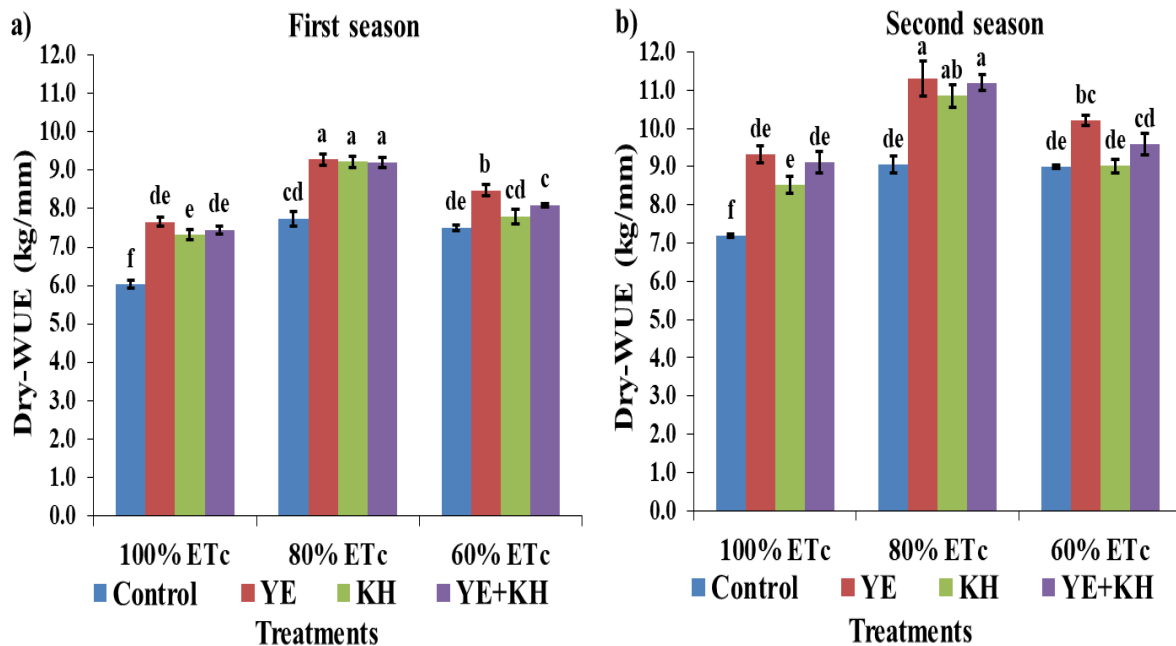 a)
First season
Dry-WUE (kg/mm)
12.0
11.0
10.0
9.0
8.0
7.0
6.0
5.0
4.0
3.0
2.0
1.0
0.0
f
de
e
de
cd
a
a
a
de
b
cd
c
100% ETc
80% ETc
60% ETc
Control
YE
KH
YE+KH
Treatments
b)
Second season
Dry-WUE (kg/mm)
12.0
11.0
10.0
9.0
8.0
7.0
6.0
5.0
4.0
3.0
2.0
1.0
0.0
f
de
e
de
de
a
ab
a
de
bc
de
cd
100% ETc
80% ETc
60% ETc
Control
YE
KH
YE+KH
Treatments